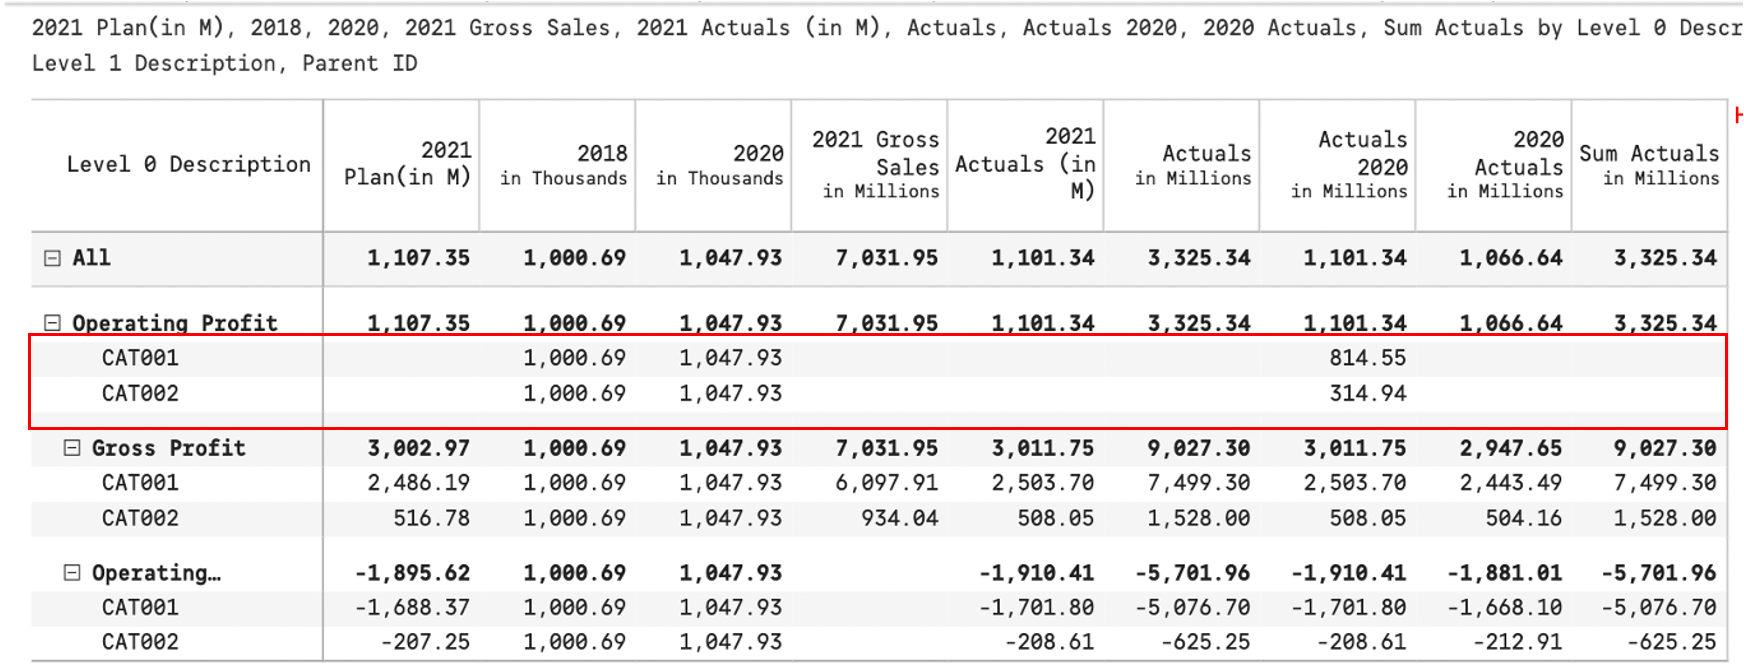 2021 Plan(in M), 2018, 2020, 2021 Gross Sales, 2021 Actuals (in M), Actuals, Actuals 2020, 2020 Actuals, Sum Actuals by Level 0 Descr
Level 1 Description, Parent ID
H
Level 0 Description
2021 Plan(in M)
2018 in Thousands
2020 in Thousands
2021 Gross Sales in Millions
2021 Actuals (in M)
Actuals in Millions
Actuals 2020 in Millions
2020 Actuals in Millions
Sum Actuals in Millions
All 1,107.35 1,000.69 1,047.93 7,031.95 1,101.34 3,325.34 1,101.34 1,066.64 3,325.34
Operating Profit 1,107.35 1,000.69 1,047.93 7,031.95 1,101.34 3,325.34 1,101.34 1,066.64 3,325.34
CAT001 1,000.69 1,047.93 814.55
CAT002 1,000.69 1,047.93 314.94
Gross Profit 3,002.97 1,000.69 1,047.93 7,031.95 3,011.75 9,027.30 3,011.75 2,947.65 9,027.30
CAT001 2,486.19 1,000.69 1,047.93 6,097.91 2,503.70 7,499.30 2,503.70 2,443.49 7,499.30
CAT002 516.78 1,000.69 1,047.93 934.04 508.05 1,528.00 508.05 504.16 1,528.00
Operating… -1,895.62 1,000.69 1,047.93 -1,910.41 -5,701.96 -1,910.41 -1,881.01 -5,701.96
CAT001 -1,688.37 1,000.69 1,047.93 -1,701.80 -5,076.70 -1,701.80 -1,668.10 -5,076.70
CAT002 -207.25 1,000.69 1,047.93 -208.61 -625.25 -208.61 -212.91 -625.25